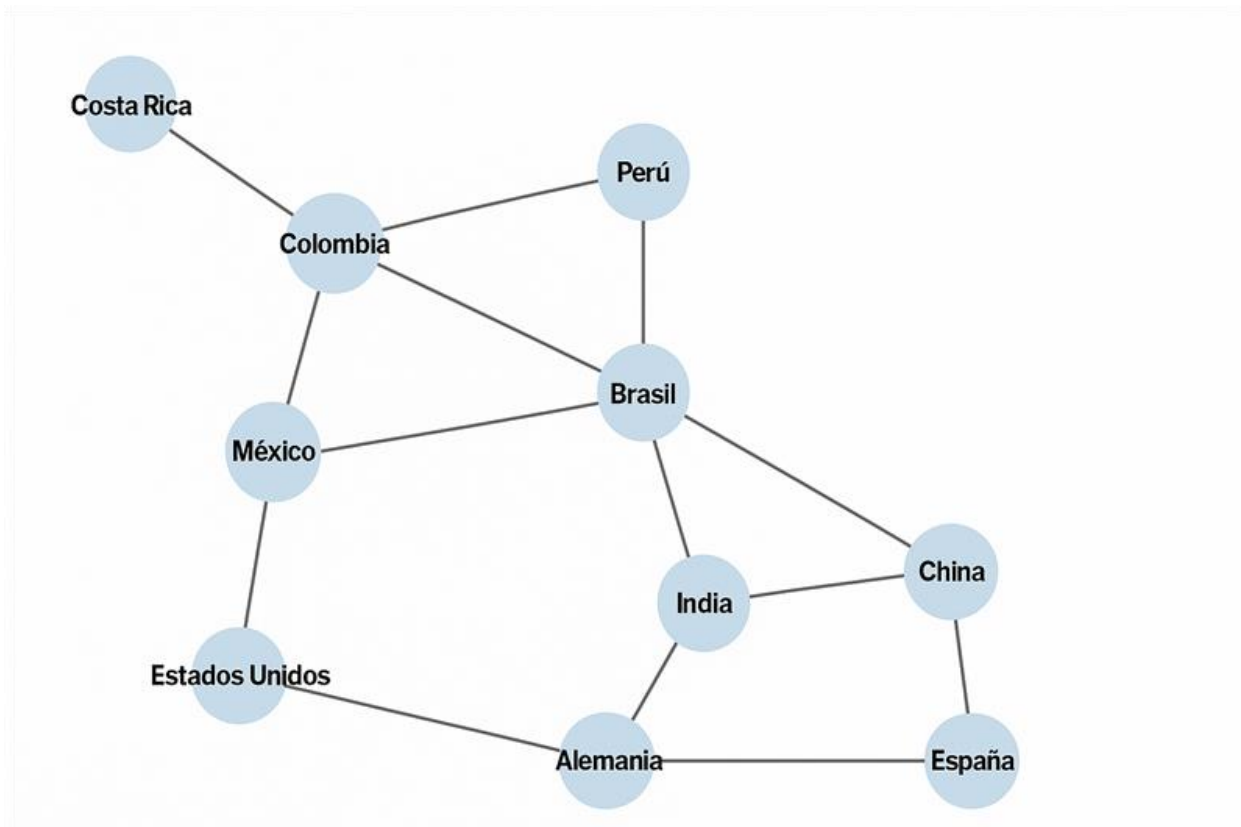 Costa Rica
Perú
Colombia
Brasil
México
China
India
Estados Unidos
Alemania
España